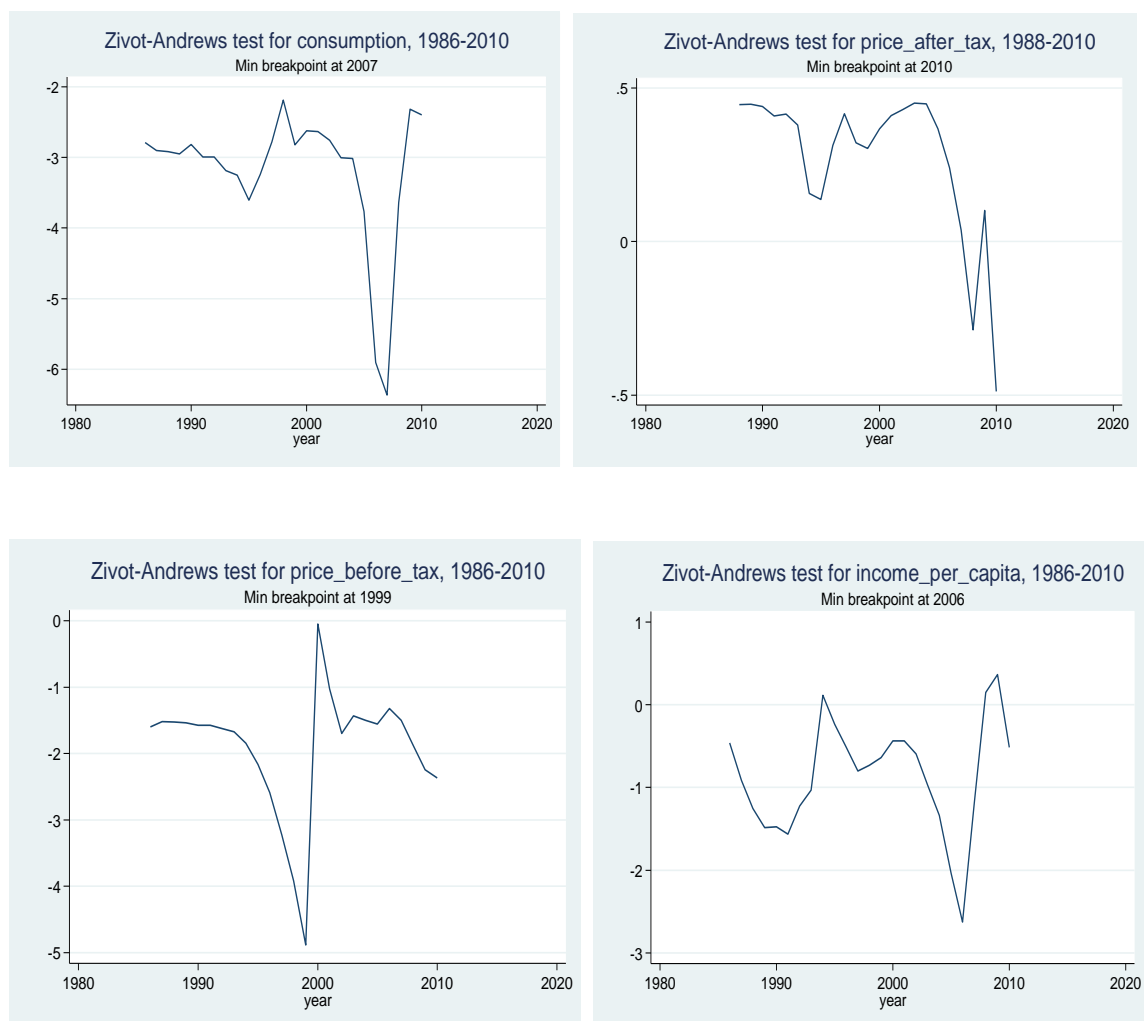 Zivot-Andrews test for consumption, 1986-2010
Min breakpoint at 2007
-2
-3
-4
-5
-6
1980 1990 2000 2010 2020
year
Zivot-Andrews test for price_after_tax, 1988-2010
Min breakpoint at 2010
.5
0
-.5
1980 1990 2000 2010 2020
year
Zivot-Andrews test for price_before_tax, 1986-2010
Min breakpoint at 1999
0
-1
-2
-3
-4
-5
1980 1990 2000 2010 2020
year
Zivot-Andrews test for income_per_capita, 1986-2010
Min breakpoint at 2006
1
0
-1
-2
-3
1980 1990 2000 2010 2020
year